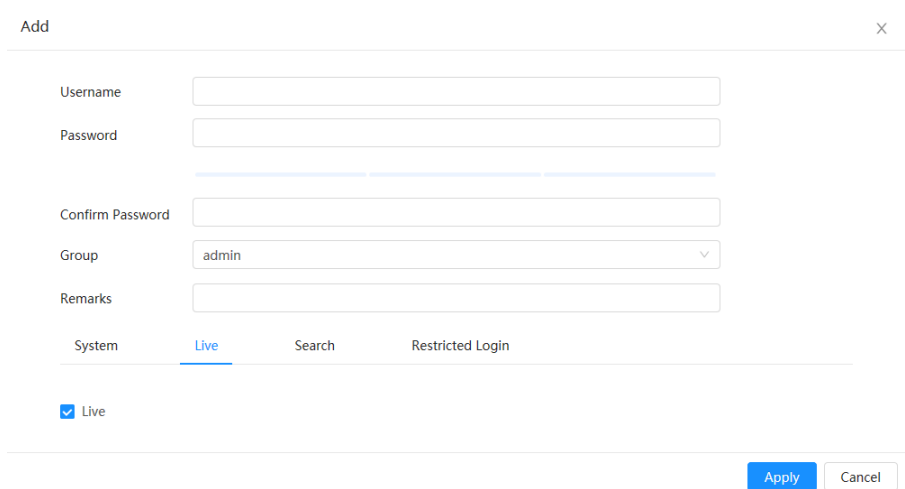 Add
Username
Password
Confirm Password
Group
admin
Remarks
System Live Search Restricted Login
Live
Apply Cancel